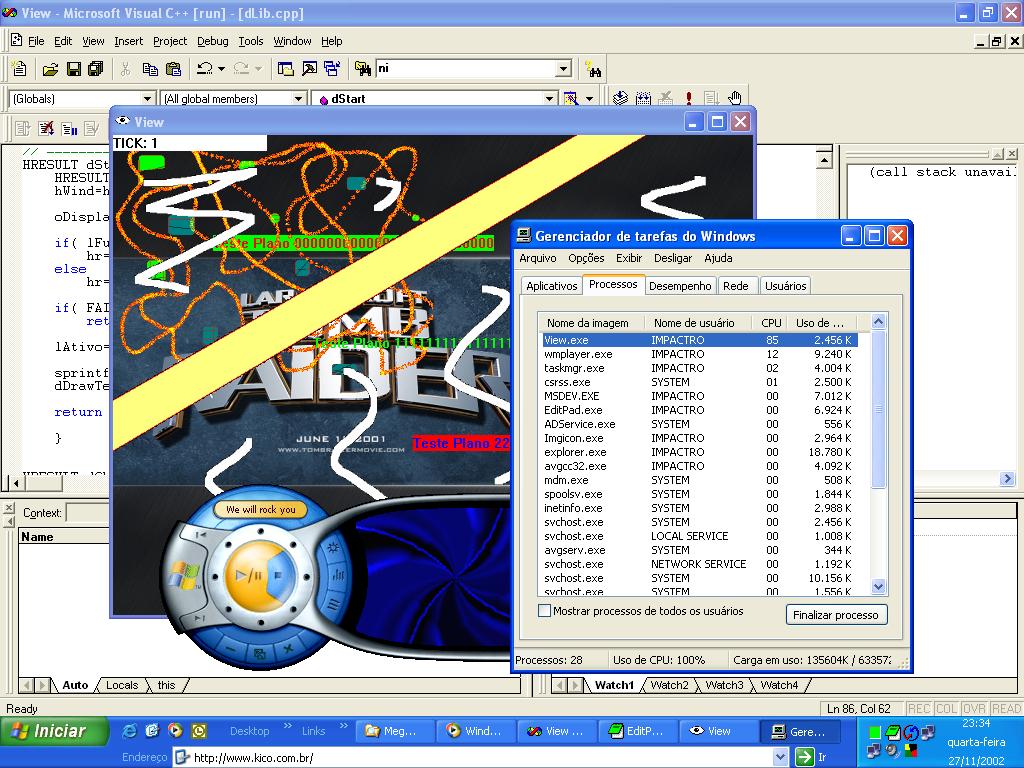 View - Microsoft Visual C++ [run] - [dLib.cpp]
File Edit View Insert Project Debug Tools Window Help
ni
(Globals) (All global members) dStart
View
TICK: 1
// ----------
HRESULT dSt
HRESULT
hWind=h
oDispla
if( lFu
hr=
else
hr=
if( FAI
ret
lAtivo=
sprintf
dDrawTe
return
}
(call stack unavai
Teste Plano
JUNE 1 2001
Teste Plano 22
We will rock you
Gerenciador de tarefas do Windows
Arquivo Opções Exibir Desligar Ajuda
Aplicativos Processos Desempenho Rede Usuários
Nome da imagem Nome de usuário CPU Uso de ...
View.exe IMPACTRO 85 2.456 K
wmplayer.exe IMPACTRO 12 9.240 K
taskmgr.exe IMPACTRO 02 4.004 K
csrss.exe SYSTEM 01 2.500 K
MSDEV.EXE IMPACTRO 00 7.012 K
EditPad.exe IMPACTRO 00 6.924 K
ADService.exe SYSTEM 00 556 K
Imgicon.exe IMPACTRO 00 2.964 K
explorer.exe IMPACTRO 00 18.780 K
avgcc32.exe IMPACTRO 00 4.092 K
mdm.exe SYSTEM 00 508 K
spoolsv.exe SYSTEM 00 1.844 K
inetinfo.exe SYSTEM 00 2.988 K
svchost.exe SYSTEM 00 2.456 K
svchost.exe LOCAL SERVICE 00 1.008 K
avgserv.exe SYSTEM 00 344 K
svchost.exe NETWORK SERVICE 00 1.192 K
svchost.exe SYSTEM 00 10.156 K
svchost.exe SYSTEM 00 1.556 K
Mostrar processos de todos os usuários
Finalizar processo
Processos: 28 Uso de CPU: 100% Carga em uso: 135604K / 63357
Context:
Name
Auto Locals this
Watch1 Watch2 Watch3 Watch4
Ready
Ln 86, Col 62 REC COL OVR READ
Iniciar Desktop Links Meg... Wind... View ... EditP... View Gere...
Endereço http://www.kico.com.br/ Ir
23:34
quarta-feira
27/11/2002